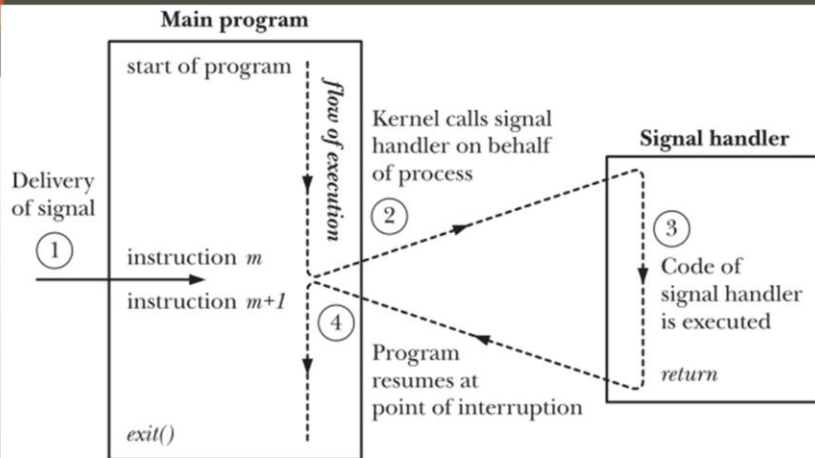 Main program
start of program
flow of execution
Delivery
of signal
1
instruction m
instruction m+1
exit()
Kernel calls signal
handler on behalf
of process
2
Signal handler
3
Code of
signal handler
is executed
return
4
Program
resumes at
point of interruption